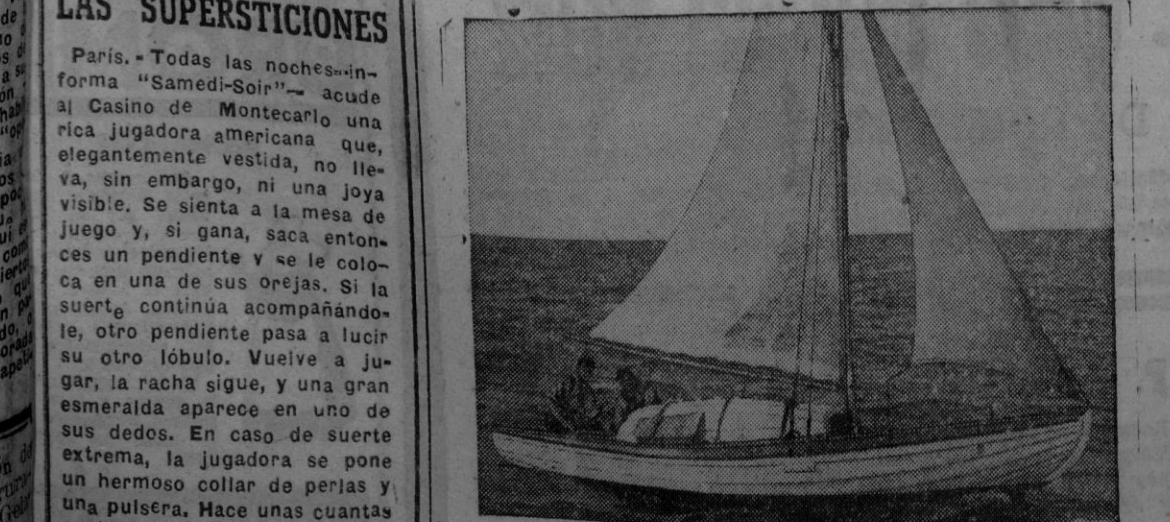 LAS SUPERSTICIONES
París. - Todas las noches—in-
forma "Samedi-Soir"— acude
al Casino de Montecarlo una
rica jugadora americana que,
elegantemente vestida, no lle-
va, sin embargo, ni una joya
visible. Se sienta a la mesa de
juego y, si gana, saca enton-
ces un pendiente y se le colo-
ca en una de sus orejas. Si la
suerte continúa acompañándo-
le, otro pendiente pasa a lucir
su otro lóbulo. Vuelve a ju-
gar, la racha sigue, y una gran
esmeralda aparece en uno de
sus dedos. En caso de suerte
extrema, la jugadora se pone
un hermoso collar de perlas y
una pulsera. Hace unas cuantas